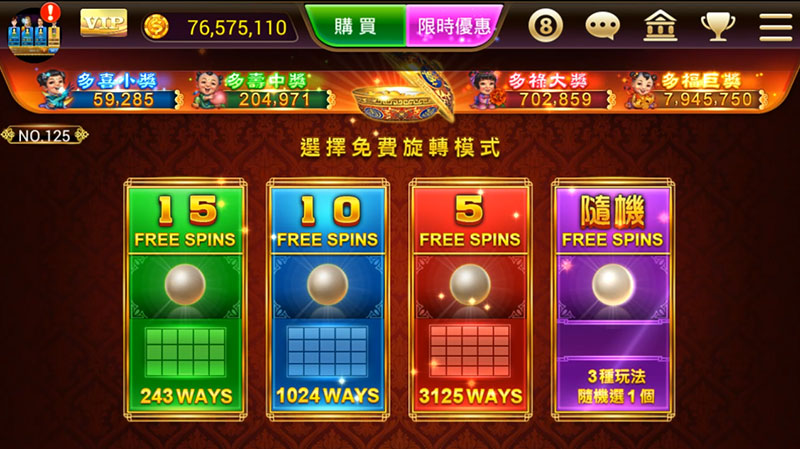 VIP
76,575,110
購買
限時優惠
8
多喜小獎
59,285
多壽中獎
204,971
多祿大獎
702,859
多福巨獎
7,945,750
NO.125
選擇免費旋轉模式
15
FREE SPINS
243 WAYS
10
FREE SPINS
1024 WAYS
5
FREE SPINS
3125 WAYS
隨機
FREE SPINS
3種玩法
隨機選1個